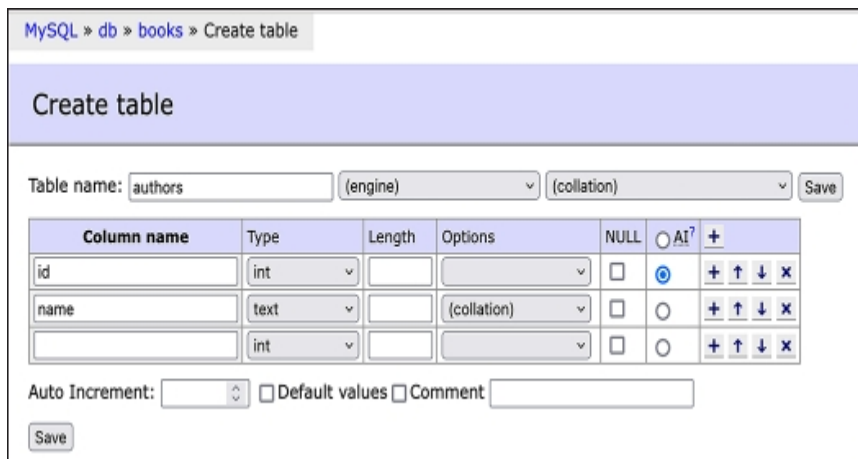 MySQL » db » books » Create table
Create table
Table name: authors (engine) (collation) Save
Column name Type Length Options NULL AI? +
id int + ↑ ↓ x
name text (collation) + ↑ ↓ x
int + ↑ ↓ x
Auto Increment: Default values Comment
Save